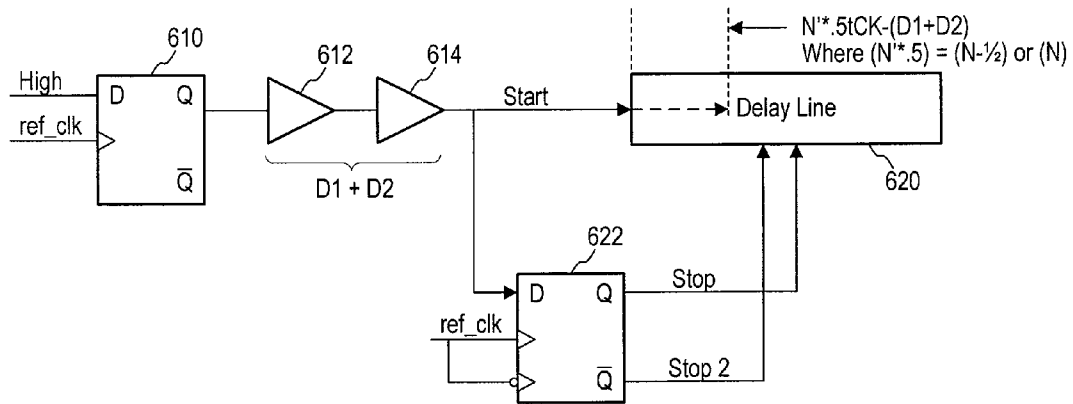 N'*.5tCK-(D1+D2)
Where (N'*.5) = (N-½) or (N)
610
612
614
High
D
Q
Start
Delay Line
ref_clk
Q̅
D1 + D2
620
622
D
Q
Stop
ref_clk
Q̅
Stop 2